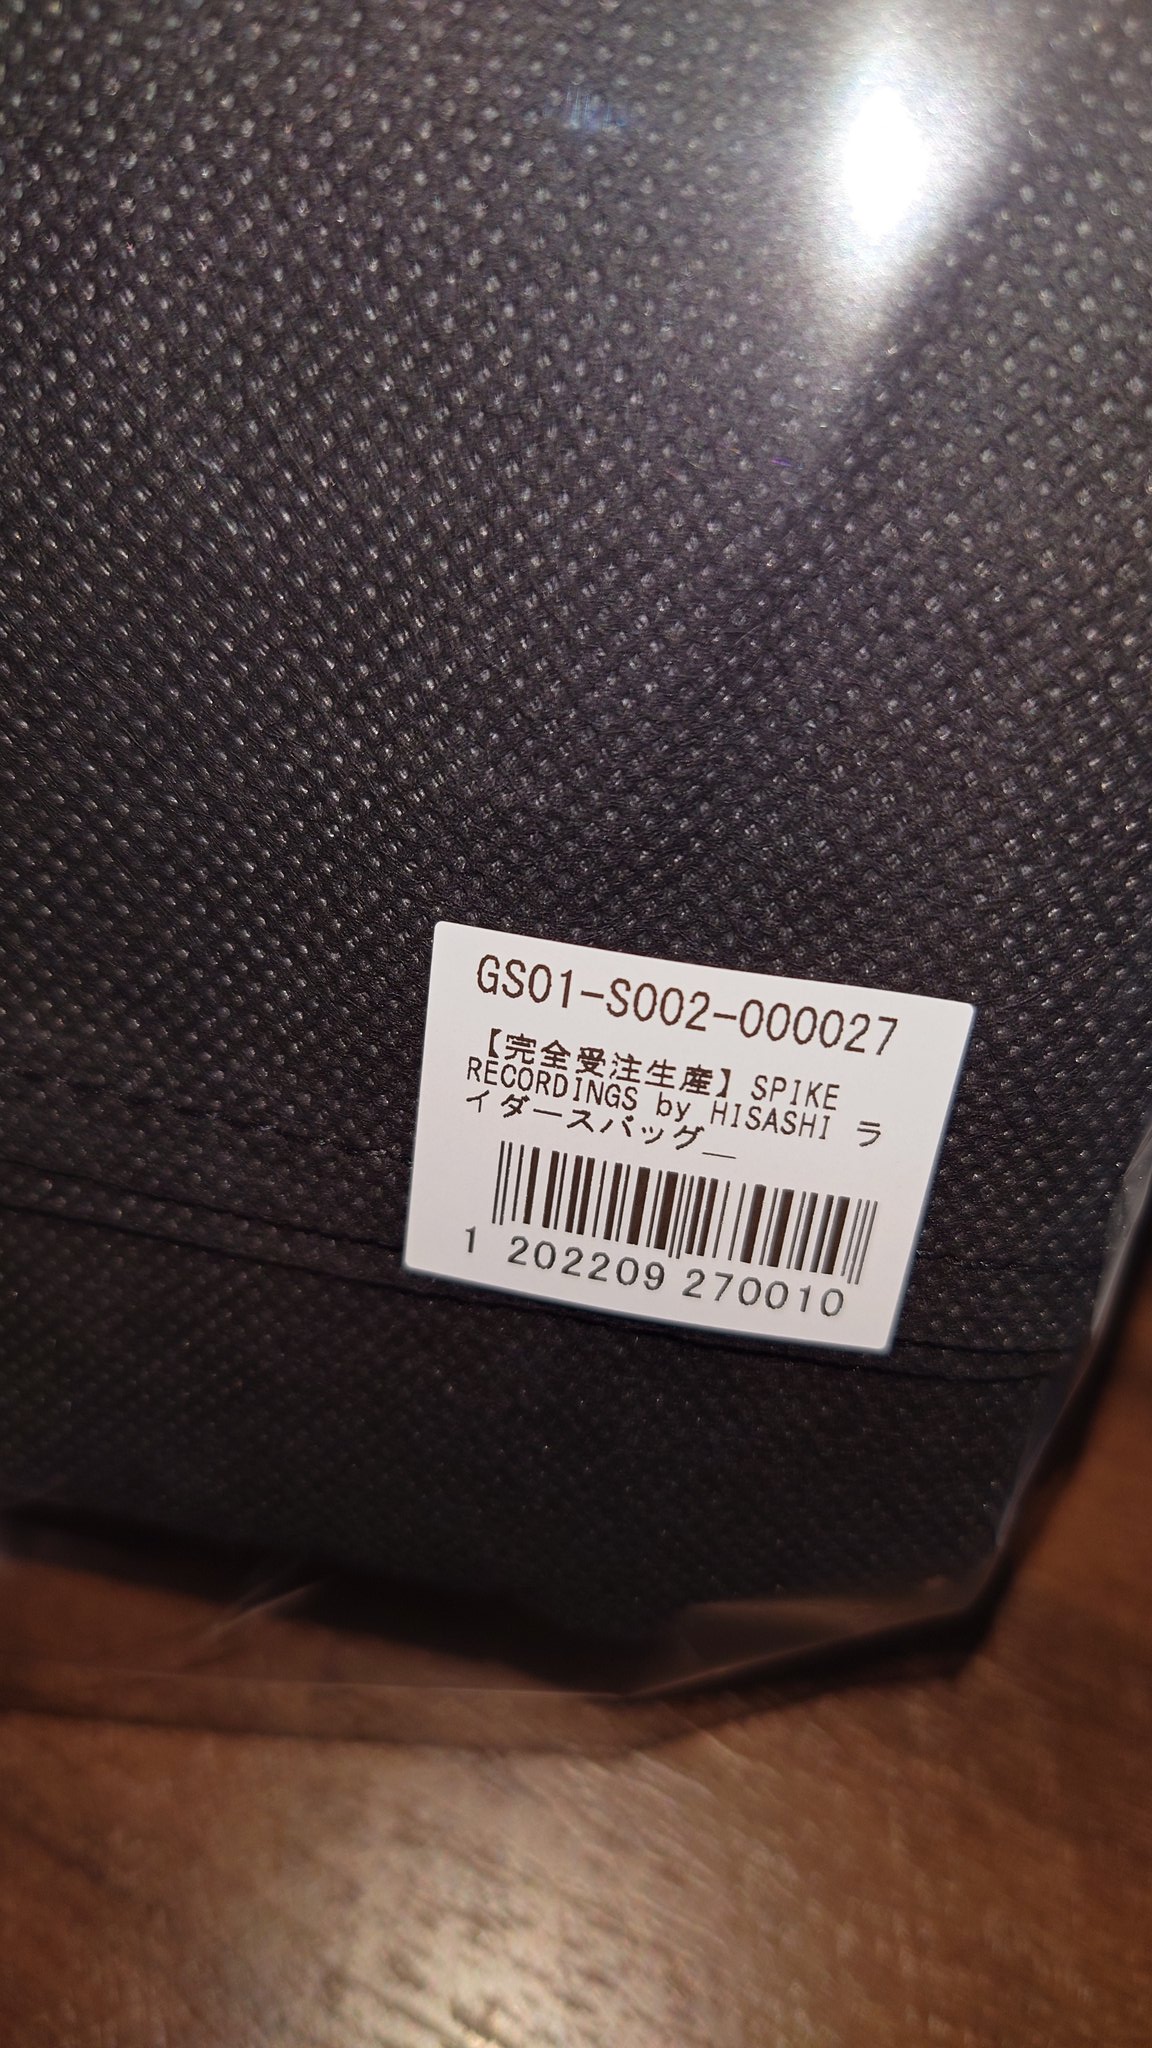 GS01-S002-000027
【完全受注生産】SPIKE
RECORDINGS by HISASHI ラ
イダースバッグ_
1 202209 270010